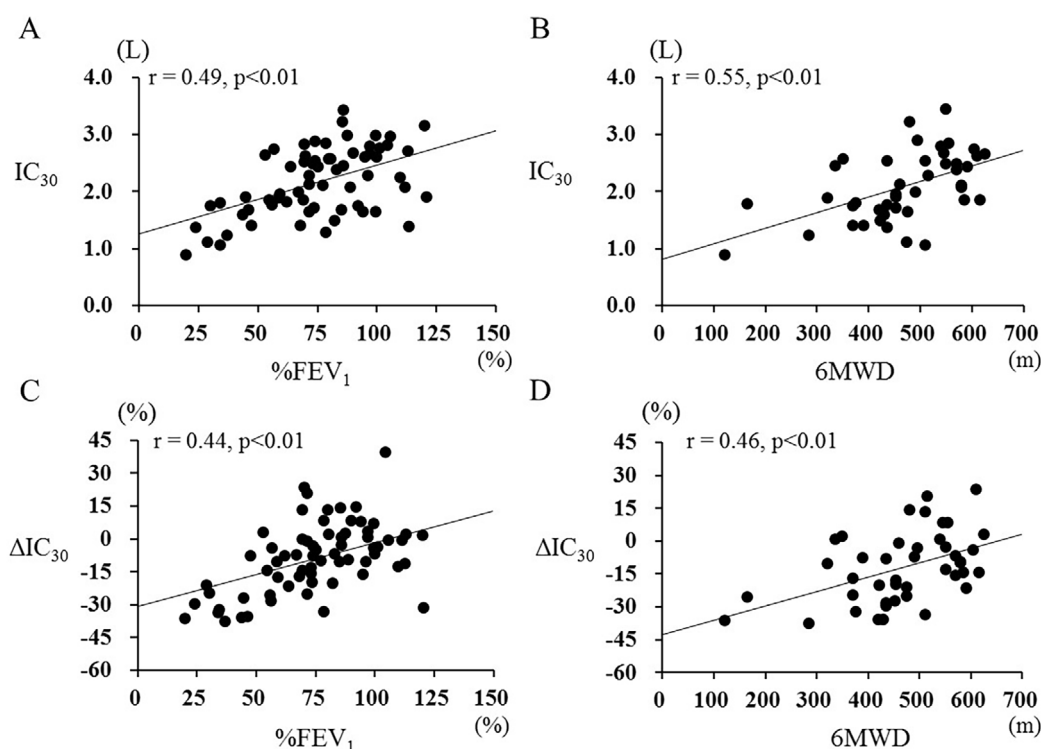 A
(L)
r = 0.49, p<0.01
4.0
3.0
IC30
2.0
1.0
0.0
0 25 50 75 100 125 150
%FEV1
(%)
B
(L)
r = 0.55, p<0.01
4.0
3.0
IC30
2.0
1.0
0.0
0 100 200 300 400 500 600 700
6MWD
(m)
C
(%)
r = 0.44, p<0.01
45
30
15
0
ΔIC30
-15
-30
-45
-60
0 25 50 75 100 125 150
%FEV1
(%)
D
(%)
r = 0.46, p<0.01
45
30
15
0
ΔIC30
-15
-30
-45
-60
0 100 200 300 400 500 600 700
6MWD
(m)